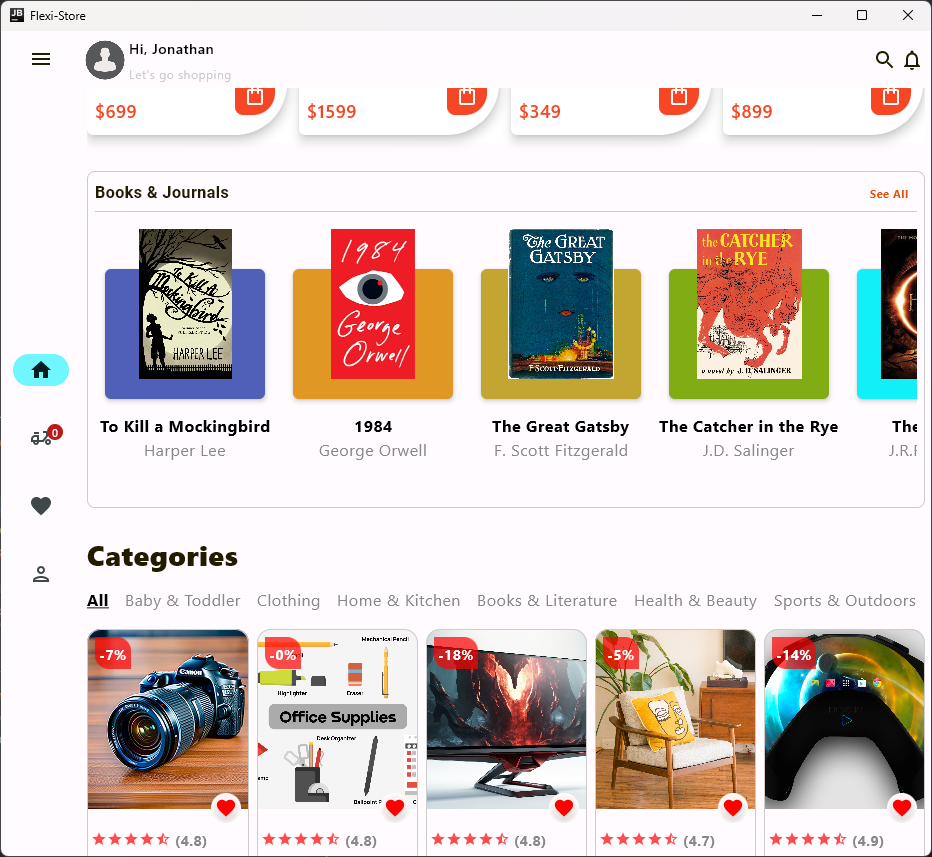 JB Flexi-Store
Hi, Jonathan
Let's go shopping
$699 $1599 $349 $899
Books & Journals See All
To Kill A
Mockingbird
HARPER LEE
1984
George
Orwell
The GREAT
GATSBY
F·SCOTT·FITZGERALD
the CATCHER
in the RYE
a novel by J.D. SALINGER
To Kill a Mockingbird 1984 The Great Gatsby The Catcher in the Rye The
Harper Lee George Orwell F. Scott Fitzgerald J.D. Salinger J.R.R
0
Categories
All Baby & Toddler Clothing Home & Kitchen Books & Literature Health & Beauty Sports & Outdoors
-7% -0% -18% -5% -14%
Canon
Mechanical Pencil
Highlighter
Eraser
Office Supplies
Desk Organizer
Ballpoint P
(4.8) (4.8) (4.8) (4.7) (4.9)